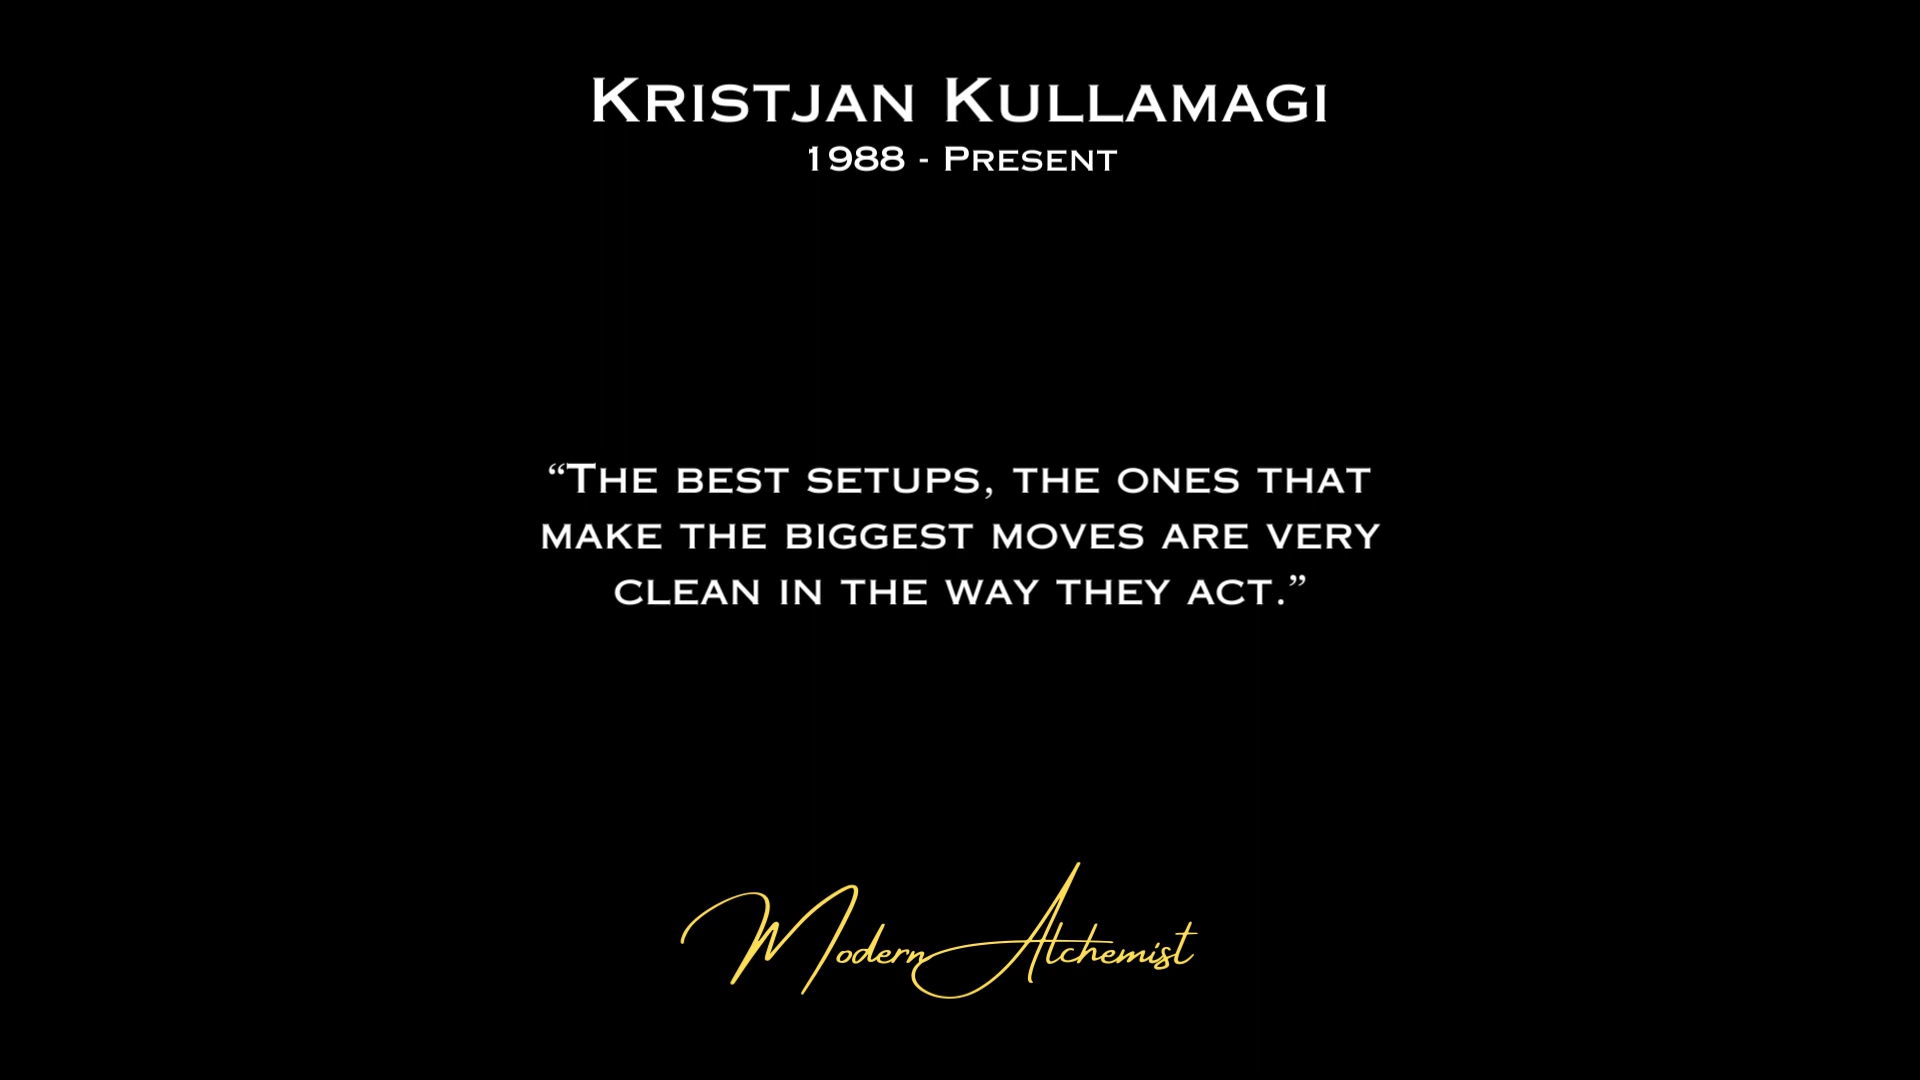 Kristjan Kullamagi
1988 - Present
“The best setups, the ones that
make the biggest moves are very
clean in the way they act.”
Modern Alchemist